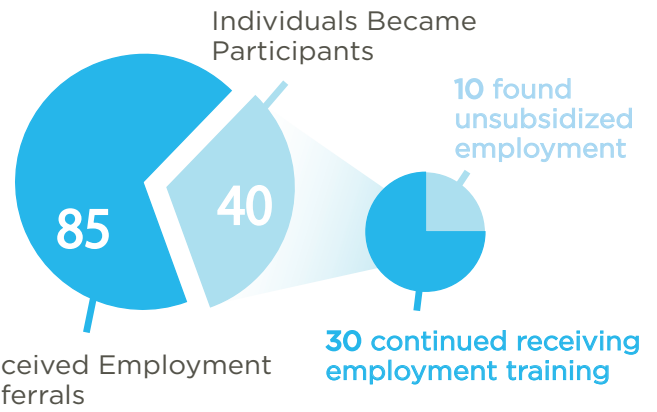 Individuals Became
Participants
10 found
unsubsidized
employment
85
40
30 continued receiving
employment training
ceived Employment
ferrals